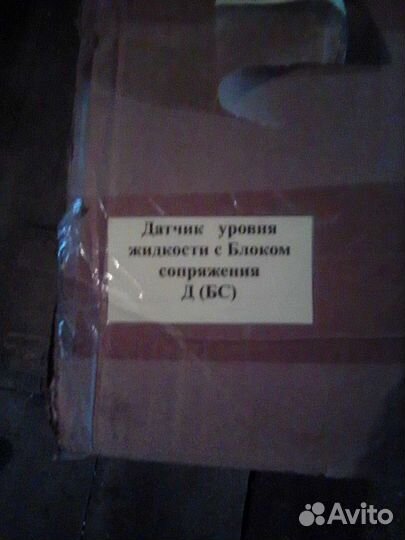 Датчик уровня
жидкости с Блоком
сопряжения
Д (БС)
Avito